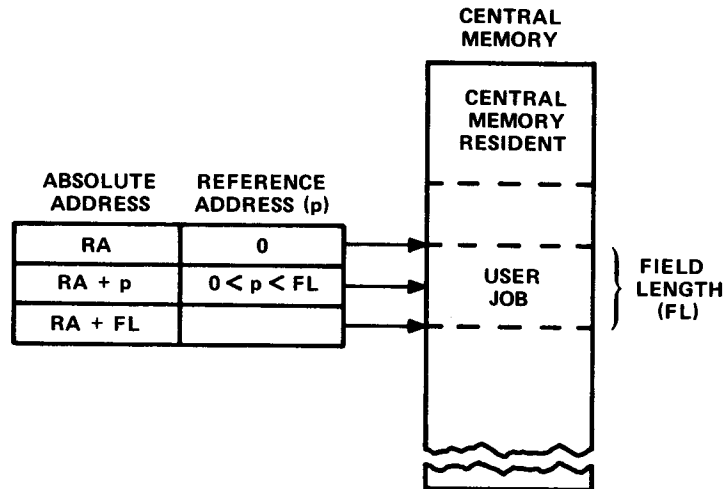 CENTRAL
MEMORY
CENTRAL
MEMORY
RESIDENT
ABSOLUTE
ADDRESS
REFERENCE
ADDRESS (p)
RA
0
RA + p
0 < p < FL
RA + FL
USER
JOB
FIELD
LENGTH
(FL)